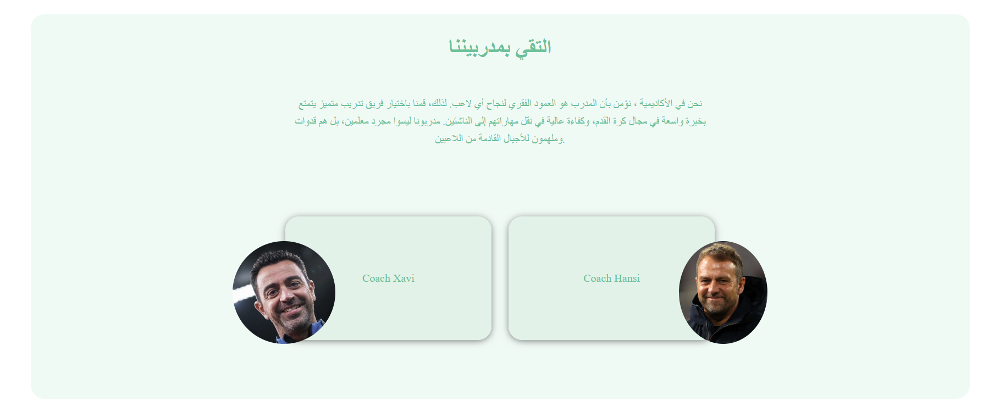 التقي بمدربيننا
نحن في الأكاديمية ، نؤمن بأن المدرب هو العمود الفقري لنجاح أي لاعب. لذلك، قمنا باختيار فريق تدريب متميز يتمتع
بخبرة واسعة في مجال كرة القدم، وكفاءة عالية في نقل مهاراتهم إلى الناشئين. مدربونا ليسوا مجرد معلمين، بل هم قدوات
.وملهمون للأجيال القادمة من اللاعبين
Coach Xavi
Coach Hansi